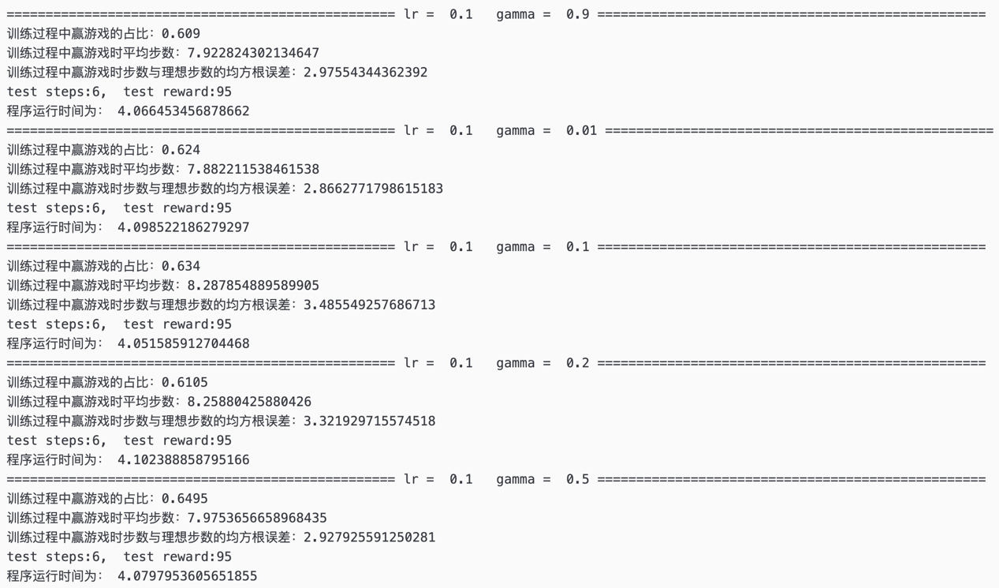 ================================================== lr =  0.1   gamma =  0.9 ==================================================
训练过程中赢游戏的占比：0.609
训练过程中赢游戏时平均步数：7.922824302134647
训练过程中赢游戏时步数与理想步数的均方根误差：2.97554344362392
test steps:6,  test reward:95
程序运行时间为： 4.066453456878662
================================================== lr =  0.1   gamma =  0.01 ==================================================
训练过程中赢游戏的占比：0.624
训练过程中赢游戏时平均步数：7.882211538461538
训练过程中赢游戏时步数与理想步数的均方根误差：2.8662771798615183
test steps:6,  test reward:95
程序运行时间为： 4.098522186279297
================================================== lr =  0.1   gamma =  0.1 ==================================================
训练过程中赢游戏的占比：0.634
训练过程中赢游戏时平均步数：8.287854889589905
训练过程中赢游戏时步数与理想步数的均方根误差：3.485549257686713
test steps:6,  test reward:95
程序运行时间为： 4.051585912704468
================================================== lr =  0.1   gamma =  0.2 ==================================================
训练过程中赢游戏的占比：0.6105
训练过程中赢游戏时平均步数：8.25880425880426
训练过程中赢游戏时步数与理想步数的均方根误差：3.321929715574518
test steps:6,  test reward:95
程序运行时间为： 4.102388858795166
================================================== lr =  0.1   gamma =  0.5 ==================================================
训练过程中赢游戏的占比：0.6495
训练过程中赢游戏时平均步数：7.9753656658968435
训练过程中赢游戏时步数与理想步数的均方根误差：2.927925591250281
test steps:6,  test reward:95
程序运行时间为： 4.0797953605651855